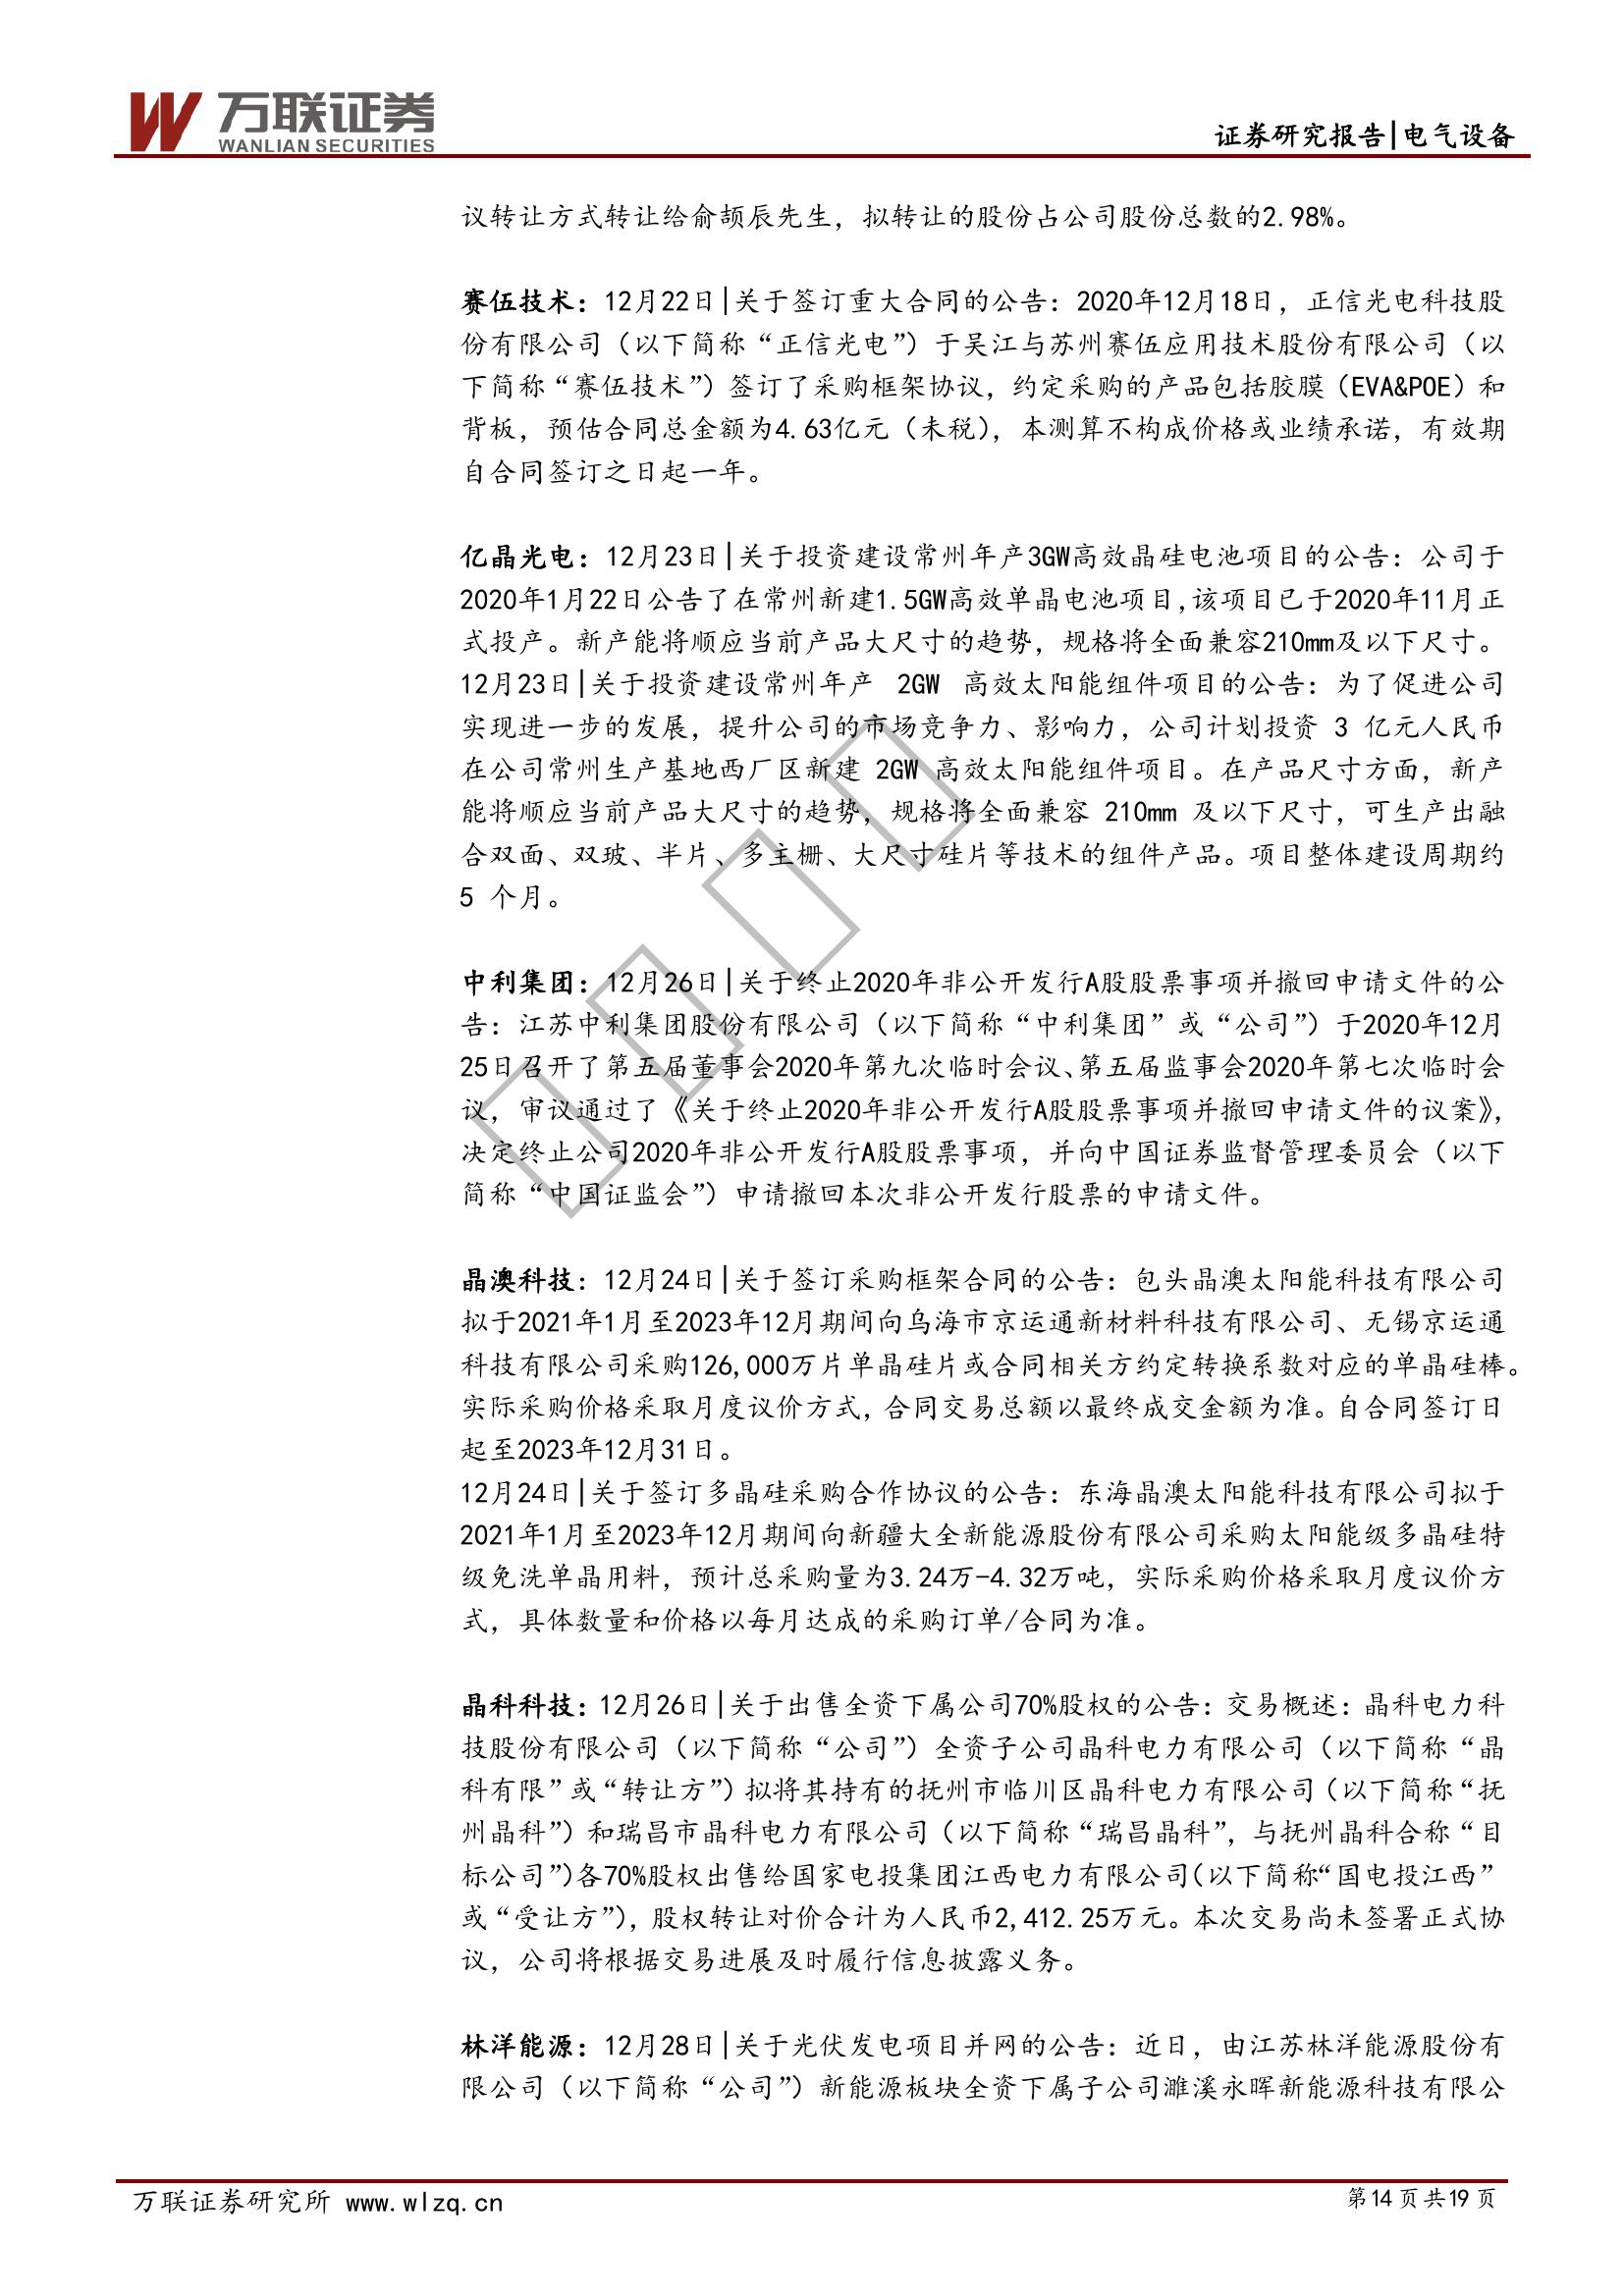 万联证券
WANLIAN SECURITIES
证券研究报告|电气设备
议转让方式转让给俞颉辰先生，拟转让的股份占公司股份总数的2.98%。
赛伍技术：12月22日|关于签订重大合同的公告：2020年12月18日，正信光电科技股
份有限公司（以下简称“正信光电”）于吴江与苏州赛伍应用技术股份有限公司（以
下简称“赛伍技术”）签订了采购框架协议，约定采购的产品包括胶膜（EVA&POE）和
背板，预估合同总金额为4.63亿元（未税），本测算不构成价格或业绩承诺，有效期
自合同签订之日起一年。
亿晶光电：12月23日|关于投资建设常州年产3GW高效晶硅电池项目的公告：公司于
2020年1月22日公告了在常州新建1.5GW高效单晶电池项目,该项目已于2020年11月正
式投产。新产能将顺应当前产品大尺寸的趋势，规格将全面兼容210mm及以下尺寸。
12月23日|关于投资建设常州年产 2GW 高效太阳能组件项目的公告：为了促进公司
实现进一步的发展，提升公司的市场竞争力、影响力，公司计划投资 3 亿元人民币
在公司常州生产基地西厂区新建 2GW 高效太阳能组件项目。在产品尺寸方面，新产
能将顺应当前产品大尺寸的趋势，规格将全面兼容 210mm 及以下尺寸，可生产出融
合双面、双玻、半片、多主栅、大尺寸硅片等技术的组件产品。项目整体建设周期约
5 个月。
中利集团：12月26日|关于终止2020年非公开发行A股股票事项并撤回申请文件的公
告：江苏中利集团股份有限公司（以下简称“中利集团”或“公司”）于2020年12月
25日召开了第五届董事会2020年第九次临时会议、第五届监事会2020年第七次临时会
议，审议通过了《关于终止2020年非公开发行A股股票事项并撤回申请文件的议案》，
决定终止公司2020年非公开发行A股股票事项，并向中国证券监督管理委员会（以下
简称“中国证监会”）申请撤回本次非公开发行股票的申请文件。
晶澳科技：12月24日|关于签订采购框架合同的公告：包头晶澳太阳能科技有限公司
拟于2021年1月至2023年12月期间向乌海市京运通新材料科技有限公司、无锡京运通
科技有限公司采购126,000万片单晶硅片或合同相关方约定转换系数对应的单晶硅棒。
实际采购价格采取月度议价方式，合同交易总额以最终成交金额为准。自合同签订日
起至2023年12月31日。
12月24日|关于签订多晶硅采购合作协议的公告：东海晶澳太阳能科技有限公司拟于
2021年1月至2023年12月期间向新疆大全新能源股份有限公司采购太阳能级多晶硅特
级免洗单晶用料，预计总采购量为3.24万-4.32万吨，实际采购价格采取月度议价方
式，具体数量和价格以每月达成的采购订单/合同为准。
晶科科技：12月26日|关于出售全资下属公司70%股权的公告：交易概述：晶科电力科
技股份有限公司（以下简称“公司”）全资子公司晶科电力有限公司（以下简称“晶
科有限”或“转让方”）拟将其持有的抚州市临川区晶科电力有限公司（以下简称“抚
州晶科”）和瑞昌市晶科电力有限公司（以下简称“瑞昌晶科”，与抚州晶科合称“目
标公司”）各70%股权出售给国家电投集团江西电力有限公司（以下简称“国电投江西”
或“受让方”），股权转让对价合计为人民币2,412.25万元。本次交易尚未签署正式协
议，公司将根据交易进展及时履行信息披露义务。
林洋能源：12月28日|关于光伏发电项目并网的公告：近日，由江苏林洋能源股份有
限公司（以下简称“公司”）新能源板块全资下属子公司濉溪永晖新能源科技有限公
万联证券研究所 www.wlzq.cn
第14页共19页